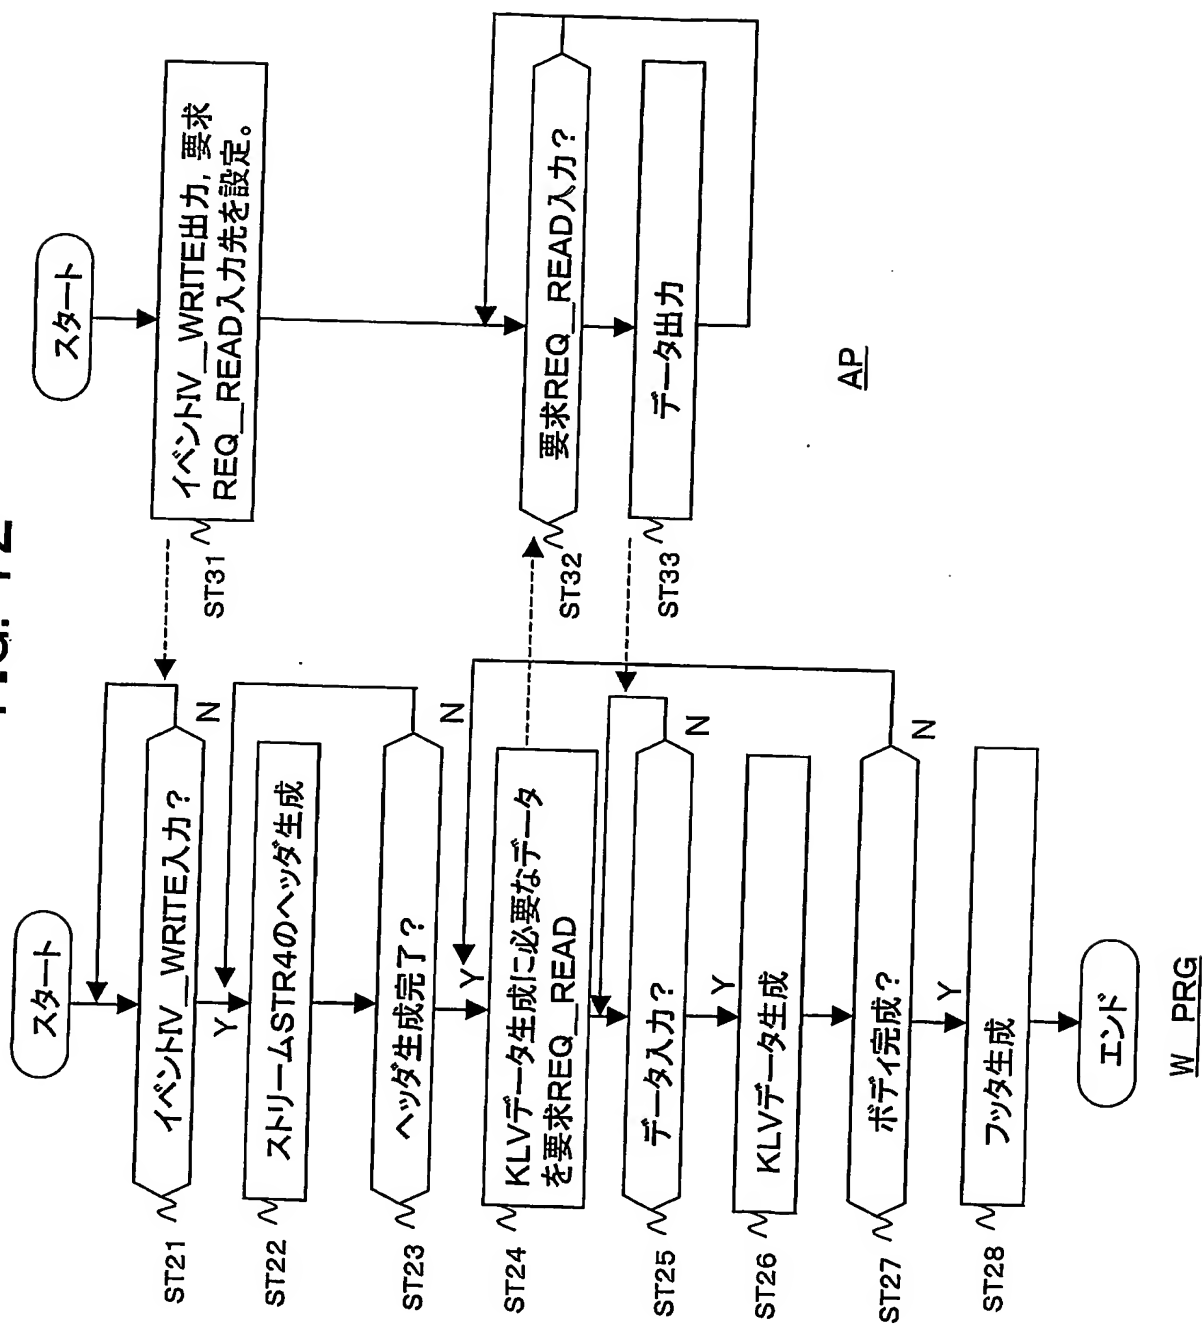 FIG. 12
スタート
ST21
イベントIV__WRITE入力？
N
Y
ST22
ストリームSTR4のヘッダ生成
ST23
ヘッダ生成完了？
N
Y
ST24
KLVデータ生成に必要なデータ
を要求REQ__READ
ST25
データ入力？
N
Y
ST26
KLVデータ生成
ST27
ボディ完成？
N
Y
ST28
フッタ生成
エンド
W_PRG
スタート
ST31
イベントIV__WRITE出力, 要求
REQ__READ入力先を設定。
ST32
要求REQ__READ入力？
ST33
データ出力
AP